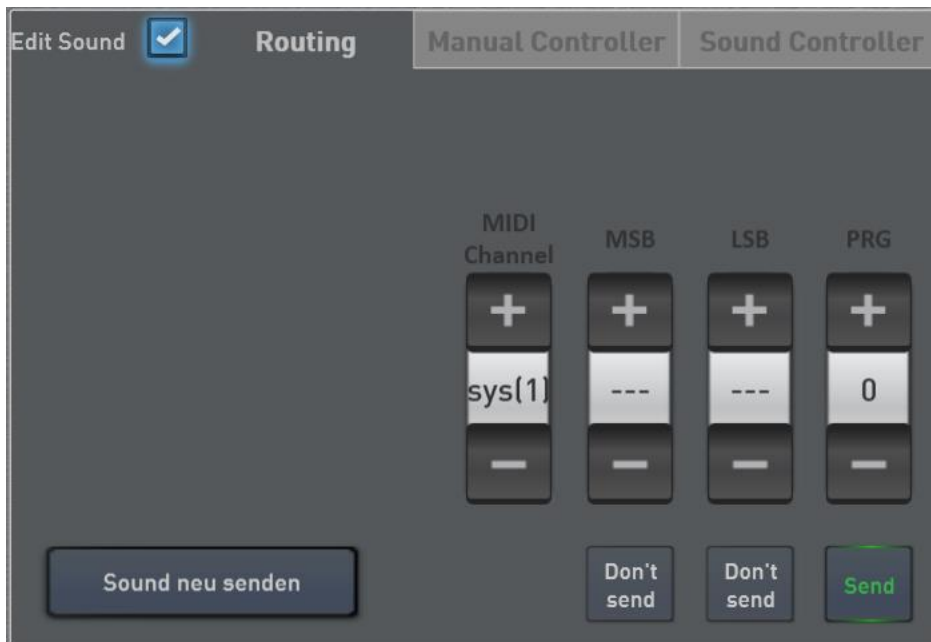 Edit Sound Routing Manual Controller Sound Controller
MIDI
Channel MSB LSB PRG
+ + + +
sys(1) --- --- 0
− − − −
Sound neu senden
Don't
send
Don't
send
Send